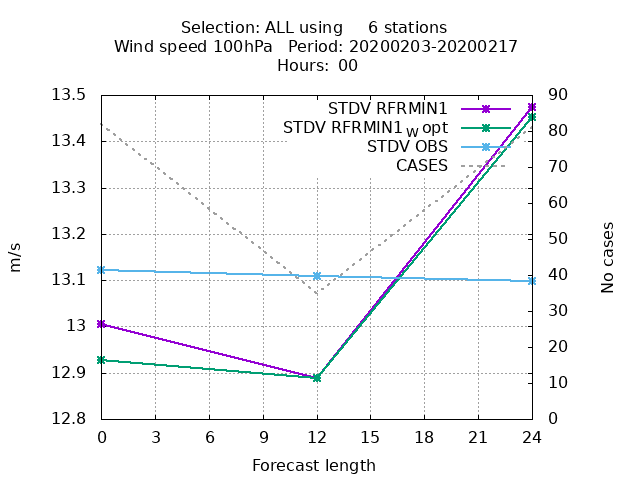 Selection: ALL using     6 stations
Wind speed 100hPa   Period: 20200203-20200217
Hours: 00
STDV RFRMIN1
STDV RFRMIN1wopt
STDV OBS
CASES
13.5
13.4
13.3
13.2
13.1
13
12.9
12.8
m/s
90
80
70
60
50
40
30
20
10
0
No cases
0 3 6 9 12 15 18 21 24
Forecast length